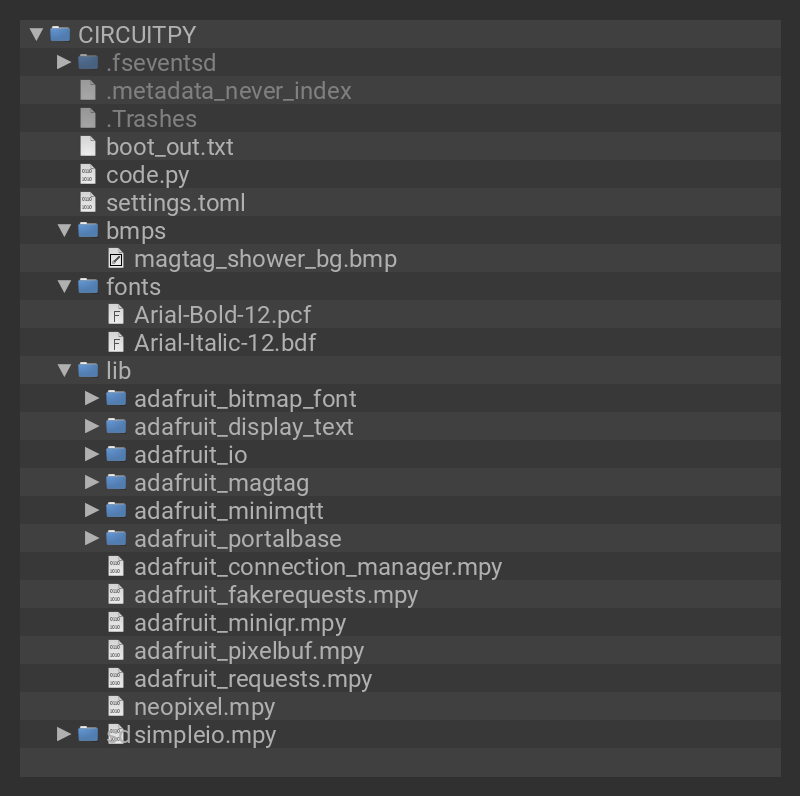 CIRCUITPY
.fseventsd
.metadata_never_index
.Trashes
boot_out.txt
code.py
settings.toml
bmps
magtag_shower_bg.bmp
fonts
Arial-Bold-12.pcf
Arial-Italic-12.bdf
lib
adafruit_bitmap_font
adafruit_display_text
adafruit_io
adafruit_magtag
adafruit_minimqtt
adafruit_portalbase
adafruit_connection_manager.mpy
adafruit_fakerequests.mpy
adafruit_miniqr.mpy
adafruit_pixelbuf.mpy
adafruit_requests.mpy
neopixel.mpy
sd simpleio.mpy